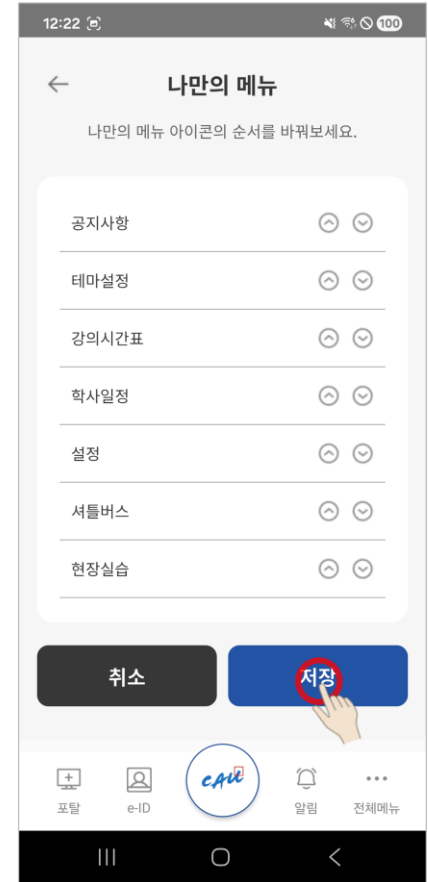 12:22
100
나만의 메뉴
나만의 메뉴 아이콘의 순서를 바꿔보세요.
공지사항
테마설정
강의시간표
학사일정
설정
셔틀버스
현장실습
취소
저장
CAU
포탈
e-ID
알림
전체메뉴